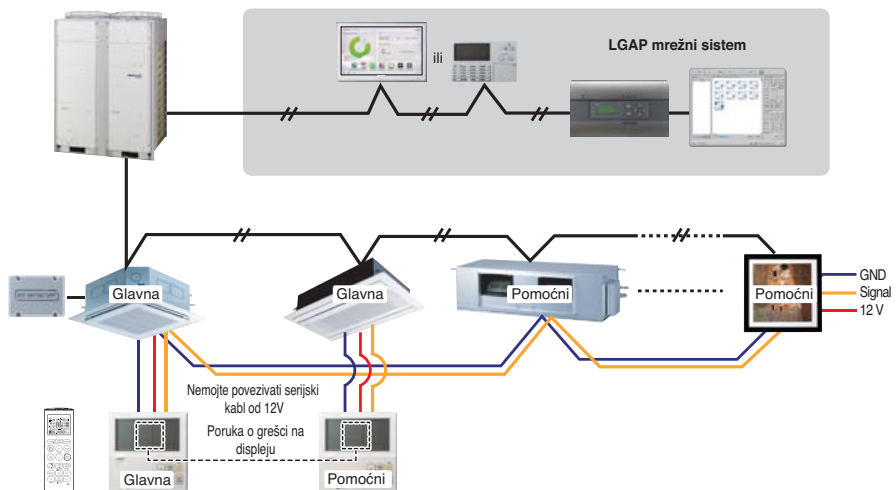 LGAP mrežni sistem
ili
Glavna
Glavna
Pomoćni
Pomoćni
GND
Signal
12 V
Nemojte povezivati serijski
kabl od 12V
Poruka o grešci na
displeju
Glavna
Pomoćni